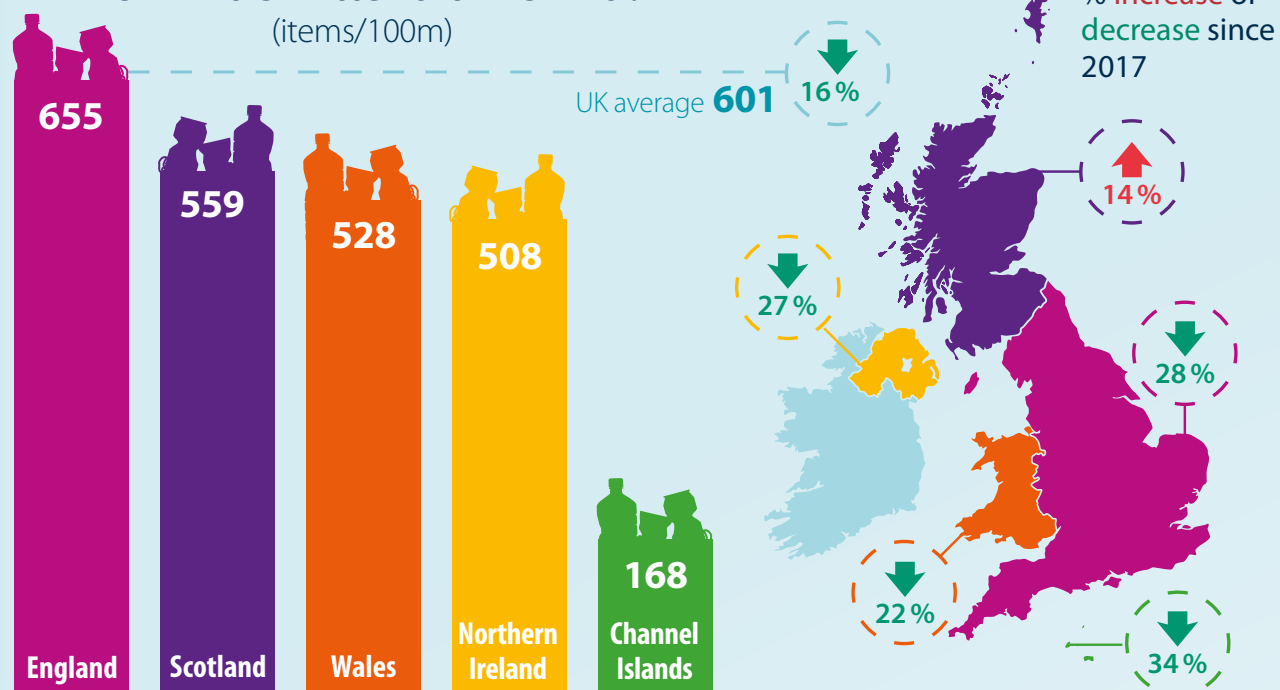 (items/100m)
% increase or
decrease since
2017
UK average 601
16 %
655
559
528
508
168
England
Scotland
Wales
Northern
Ireland
Channel
Islands
14 %
27 %
28 %
22 %
34 %